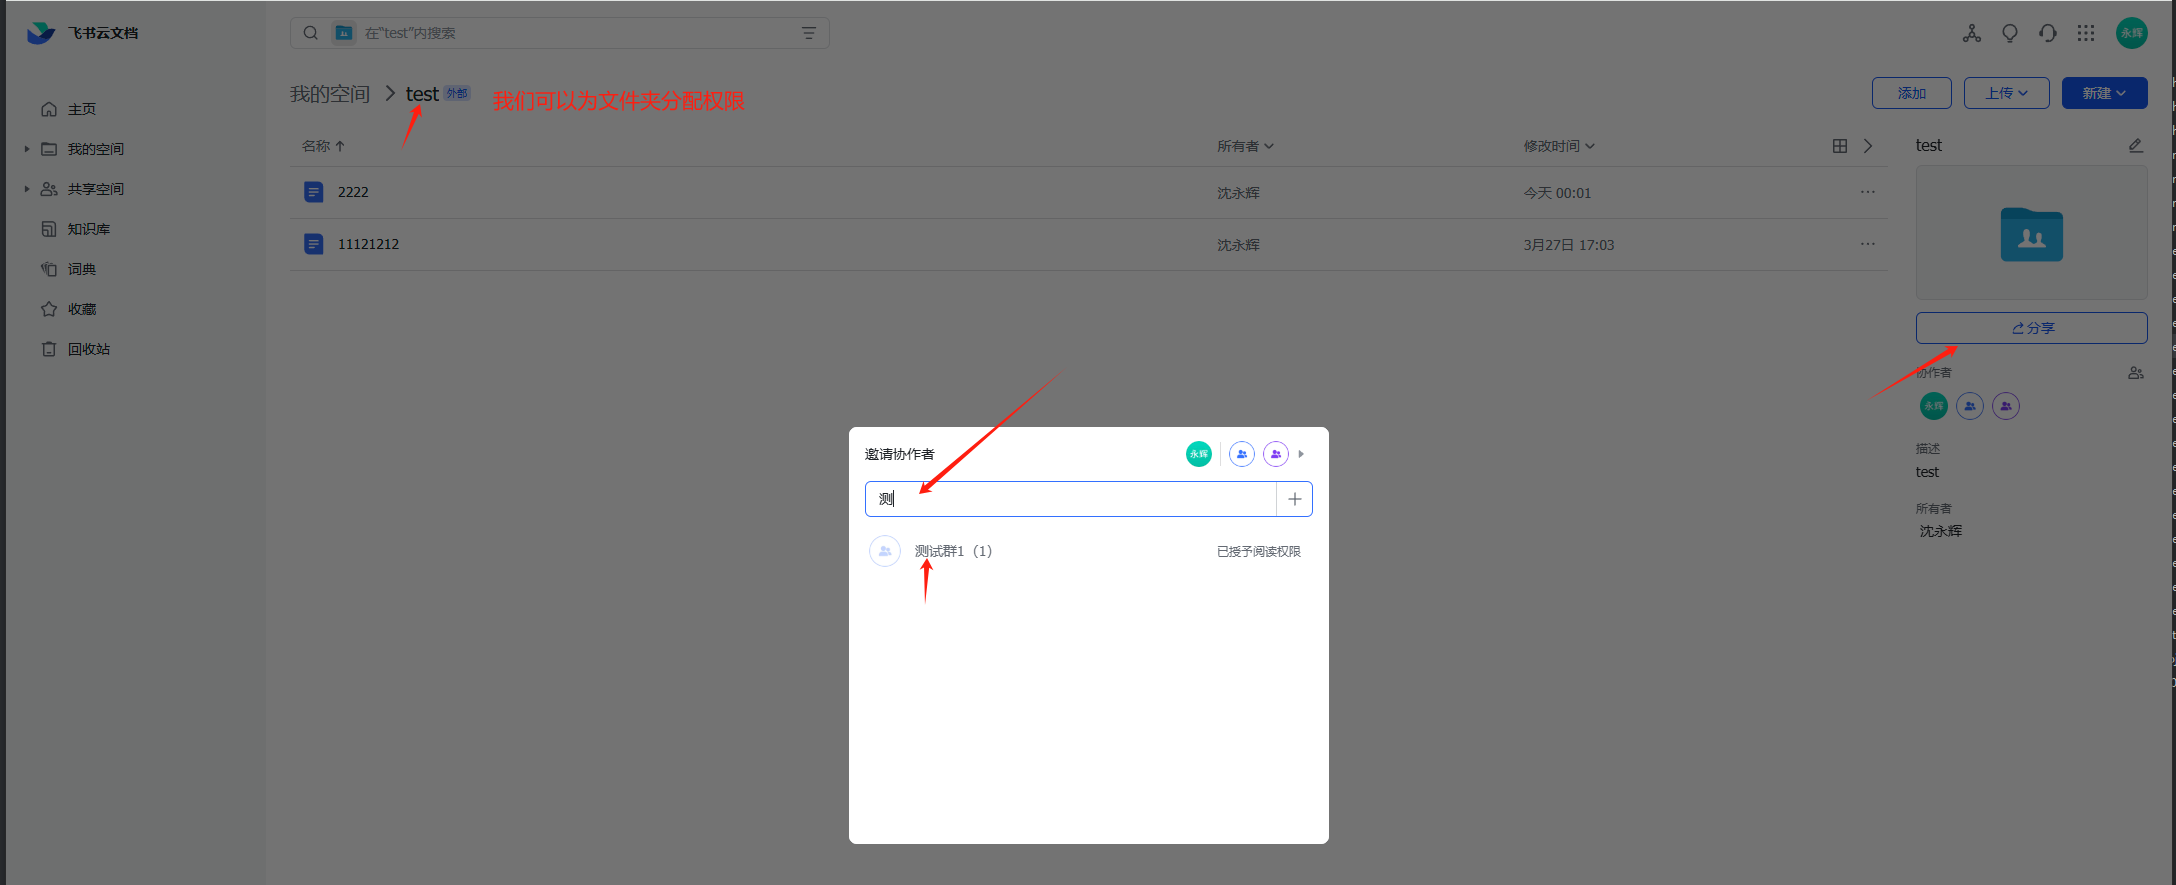 飞书云文档
在“test”内搜索
永辉
主页
我的空间
共享空间
知识库
词典
收藏
回收站
我的空间 > test 外部
我们可以为文件夹分配权限
添加
上传
新建
名称
所有者
修改时间
2222
沈永辉
今天 00:01
11121212
沈永辉
3月27日 17:03
test
分享
协作者
永辉
描述
test
所有者
沈永辉
邀请协作者
永辉
测
测试群1（1）
已授予阅读权限